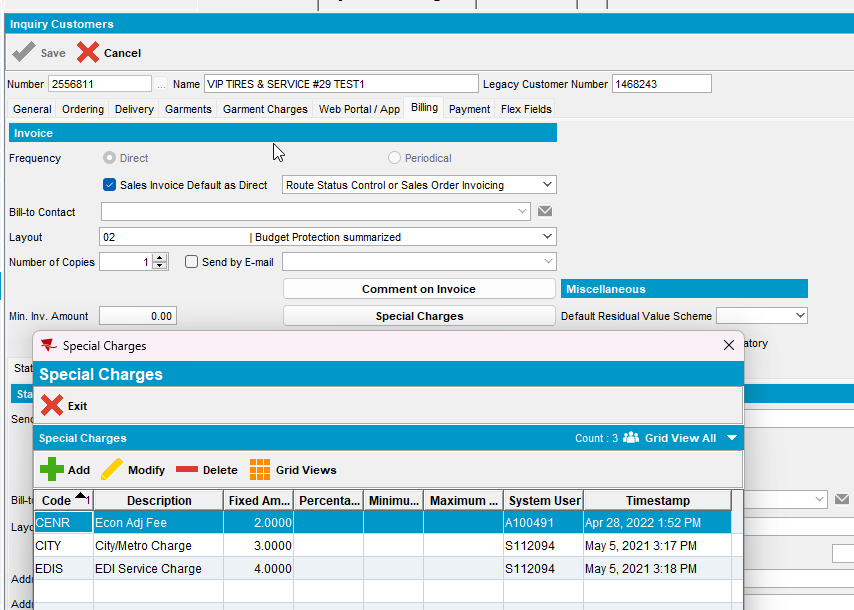 Inquiry Customers
Save Cancel
Number 2556811 ... Name VIP TIRES & SERVICE #29 TEST1 Legacy Customer Number 1468243
General Ordering Delivery Garments Garment Charges Web Portal / App Billing Payment Flex Fields
Invoice
Frequency Direct Periodical
Sales Invoice Default as Direct Route Status Control or Sales Order Invoicing
Bill-to Contact
Layout 02 | Budget Protection summarized
Number of Copies 1 Send by E-mail
Comment on Invoice Miscellaneous
Min. Inv. Amount 0.00 Special Charges Default Residual Value Scheme
Special Charges atory
Stat
Special Charges
Sta
Exit
Send
Special Charges Count : 3 Grid View All
Add Modify Delete Grid Views
Code 1 Description Fixed Am... Percenta... Minimu... Maximum ... System User Timestamp
Bill-t
CENR Econ Adj Fee 2.0000 A100491 Apr 28, 2022 1:52 PM
Layo
CITY City/Metro Charge 3.0000 S112094 May 5, 2021 3:17 PM
EDIS EDI Service Charge 4.0000 S112094 May 5, 2021 3:18 PM
Addr
Addr